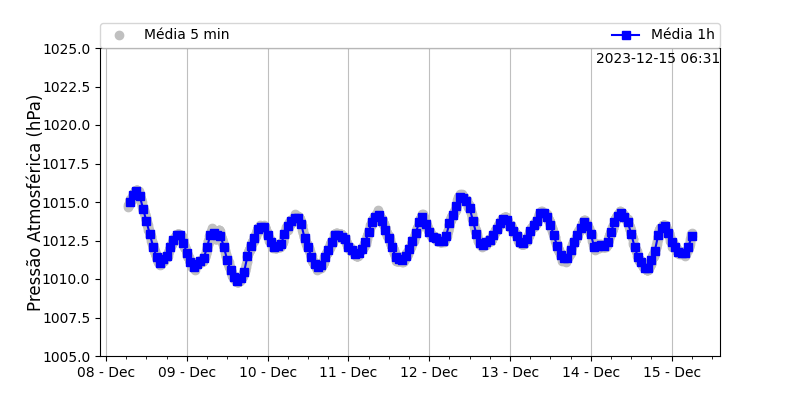 Média 5 min
Média 1h
2023-12-15 06:31
Pressão Atmosférica (hPa)
1025.0
1022.5
1020.0
1017.5
1015.0
1012.5
1010.0
1007.5
1005.0
08 - Dec
09 - Dec
10 - Dec
11 - Dec
12 - Dec
13 - Dec
14 - Dec
15 - Dec